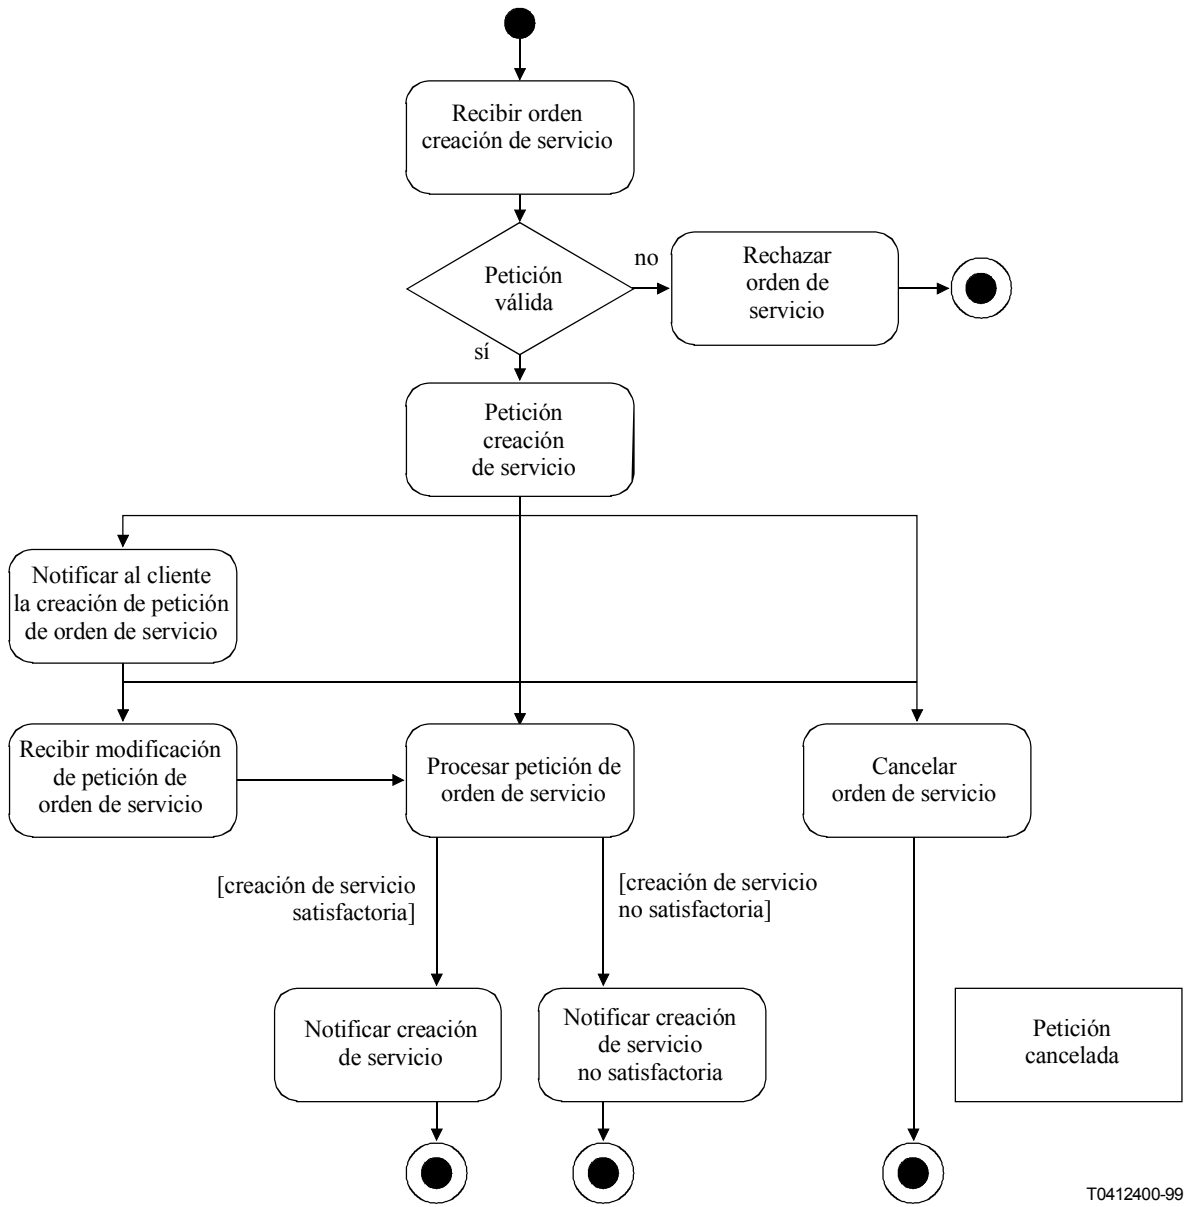 Recibir orden
creación de servicio
no
Rechazar
orden de
servicio
Petición
válida
sí
Petición
creación
de servicio
Notificar al cliente
la creación de petición
de orden de servicio
Recibir modificación
de petición de
orden de servicio
Procesar petición de
orden de servicio
Cancelar
orden de servicio
[creación de servicio
satisfactoria]
[creación de servicio
no satisfactoria]
Notificar creación
de servicio
Notificar creación
de servicio
no satisfactoria
Petición
cancelada
T0412400-99